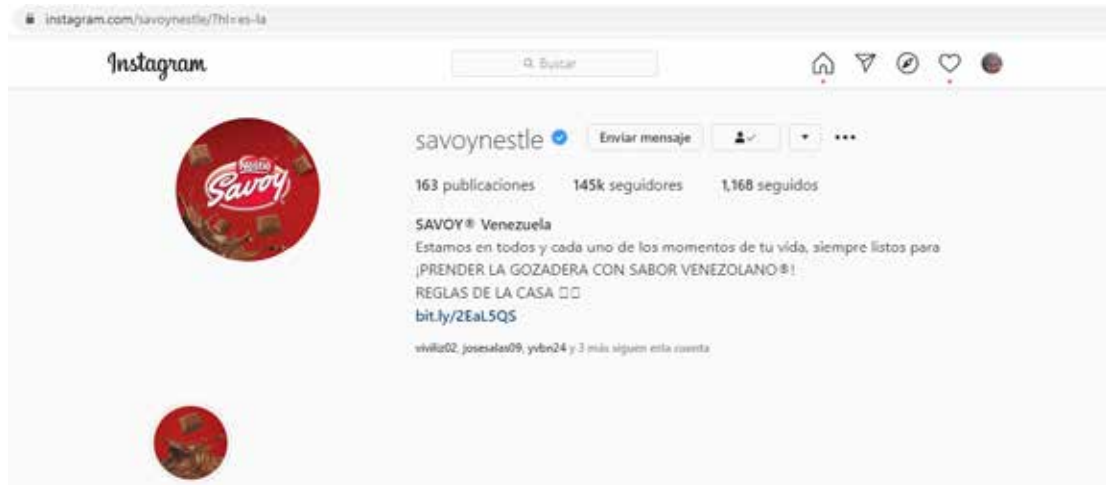 instagram.com/savoynestle/?hl=es-la
Instagram
Buscar
Nestlé
Savoy
savoynestle
Enviar mensaje
163 publicaciones 145k seguidores 1,168 seguidos
SAVOY® Venezuela
Estamos en todos y cada uno de los momentos de tu vida, siempre listos para
¡PRENDER LA GOZADERA CON SABOR VENEZOLANO®!
REGLAS DE LA CASA
bit.ly/2EaL5QS
viviliz02, josesalas09, yvbri24 y 3 más siguen esta cuenta